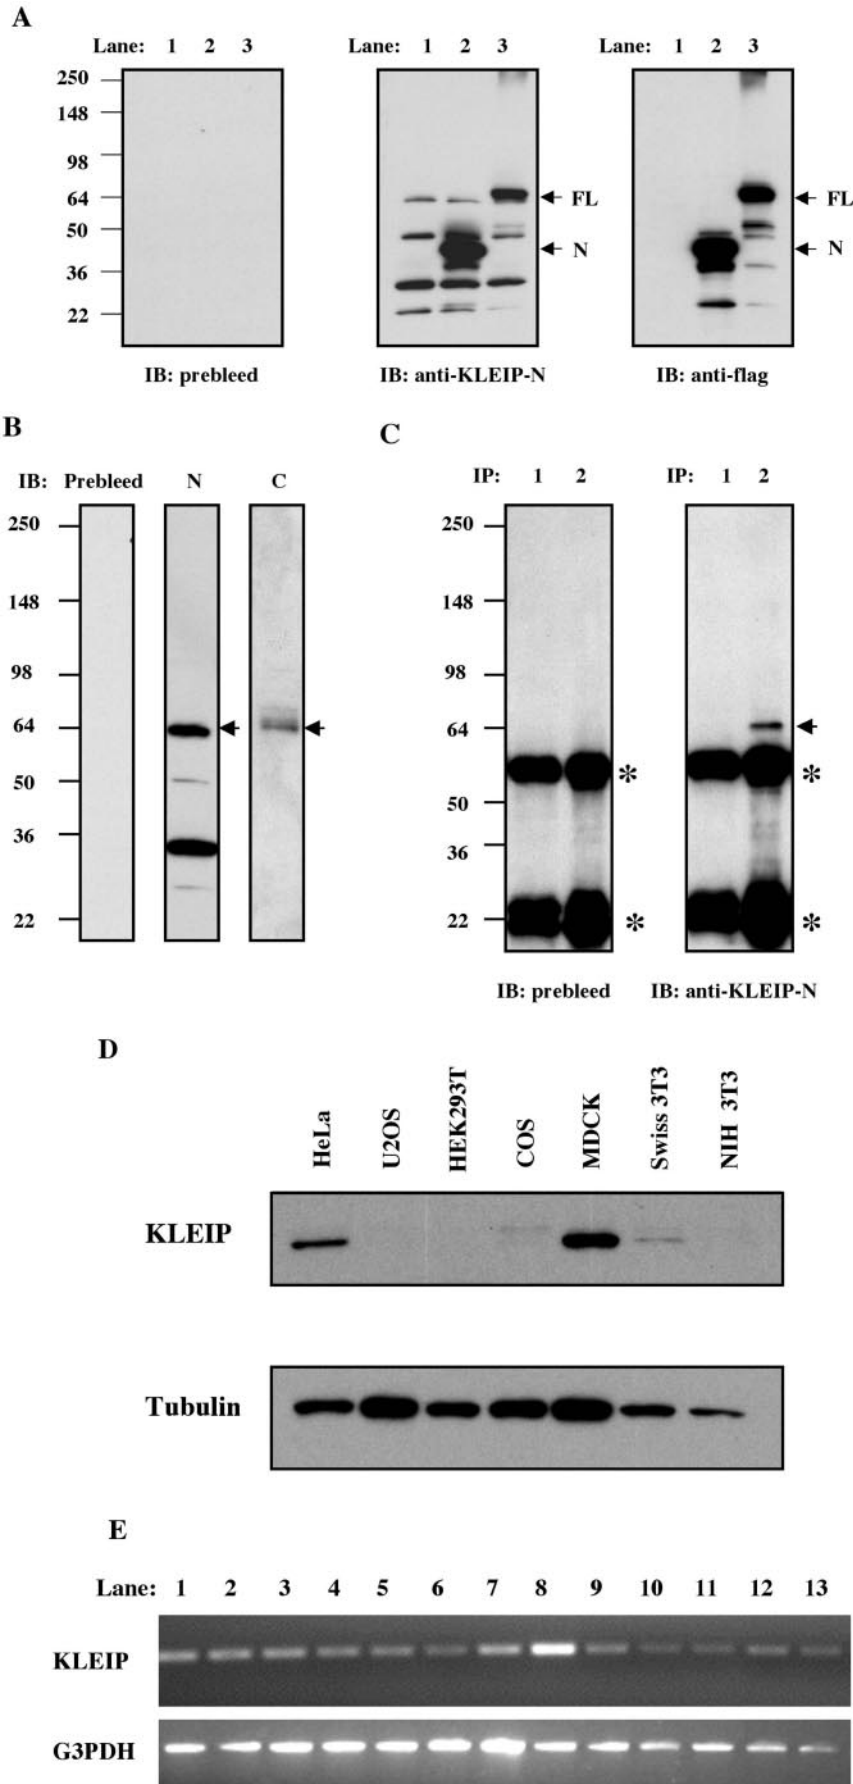 A
Lane: 1 2 3
Lane: 1 2 3
Lane: 1 2 3
250
148
98
64
50
36
22
FL
N
FL
N
IB: prebleed
IB: anti-KLEIP-N
IB: anti-flag
B
C
IB: Prebleed N C
250
148
98
64
50
36
22
IP: 1 2
IP: 1 2
250
148
98
64
50
36
22
*
*
*
*
IB: prebleed
IB: anti-KLEIP-N
D
HeLa
U2OS
HEK293T
COS
MDCK
Swiss 3T3
NIH 3T3
KLEIP
Tubulin
E
Lane: 1 2 3 4 5 6 7 8 9 10 11 12 13
KLEIP
G3PDH